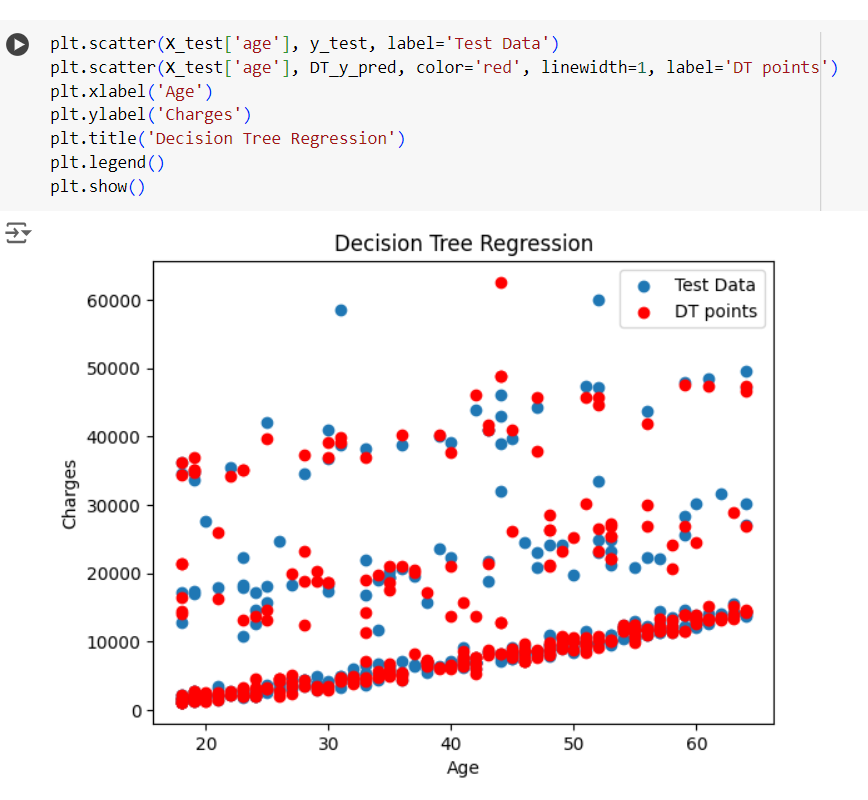 plt.scatter(X_test['age'], y_test, label='Test Data')
plt.scatter(X_test['age'], DT_y_pred, color='red', linewidth=1, label='DT points')
plt.xlabel('Age')
plt.ylabel('Charges')
plt.title('Decision Tree Regression')
plt.legend()
plt.show()
Decision Tree Regression
Test Data
DT points
60000
50000
40000
30000
20000
10000
0
Charges
20 30 40 50 60
Age